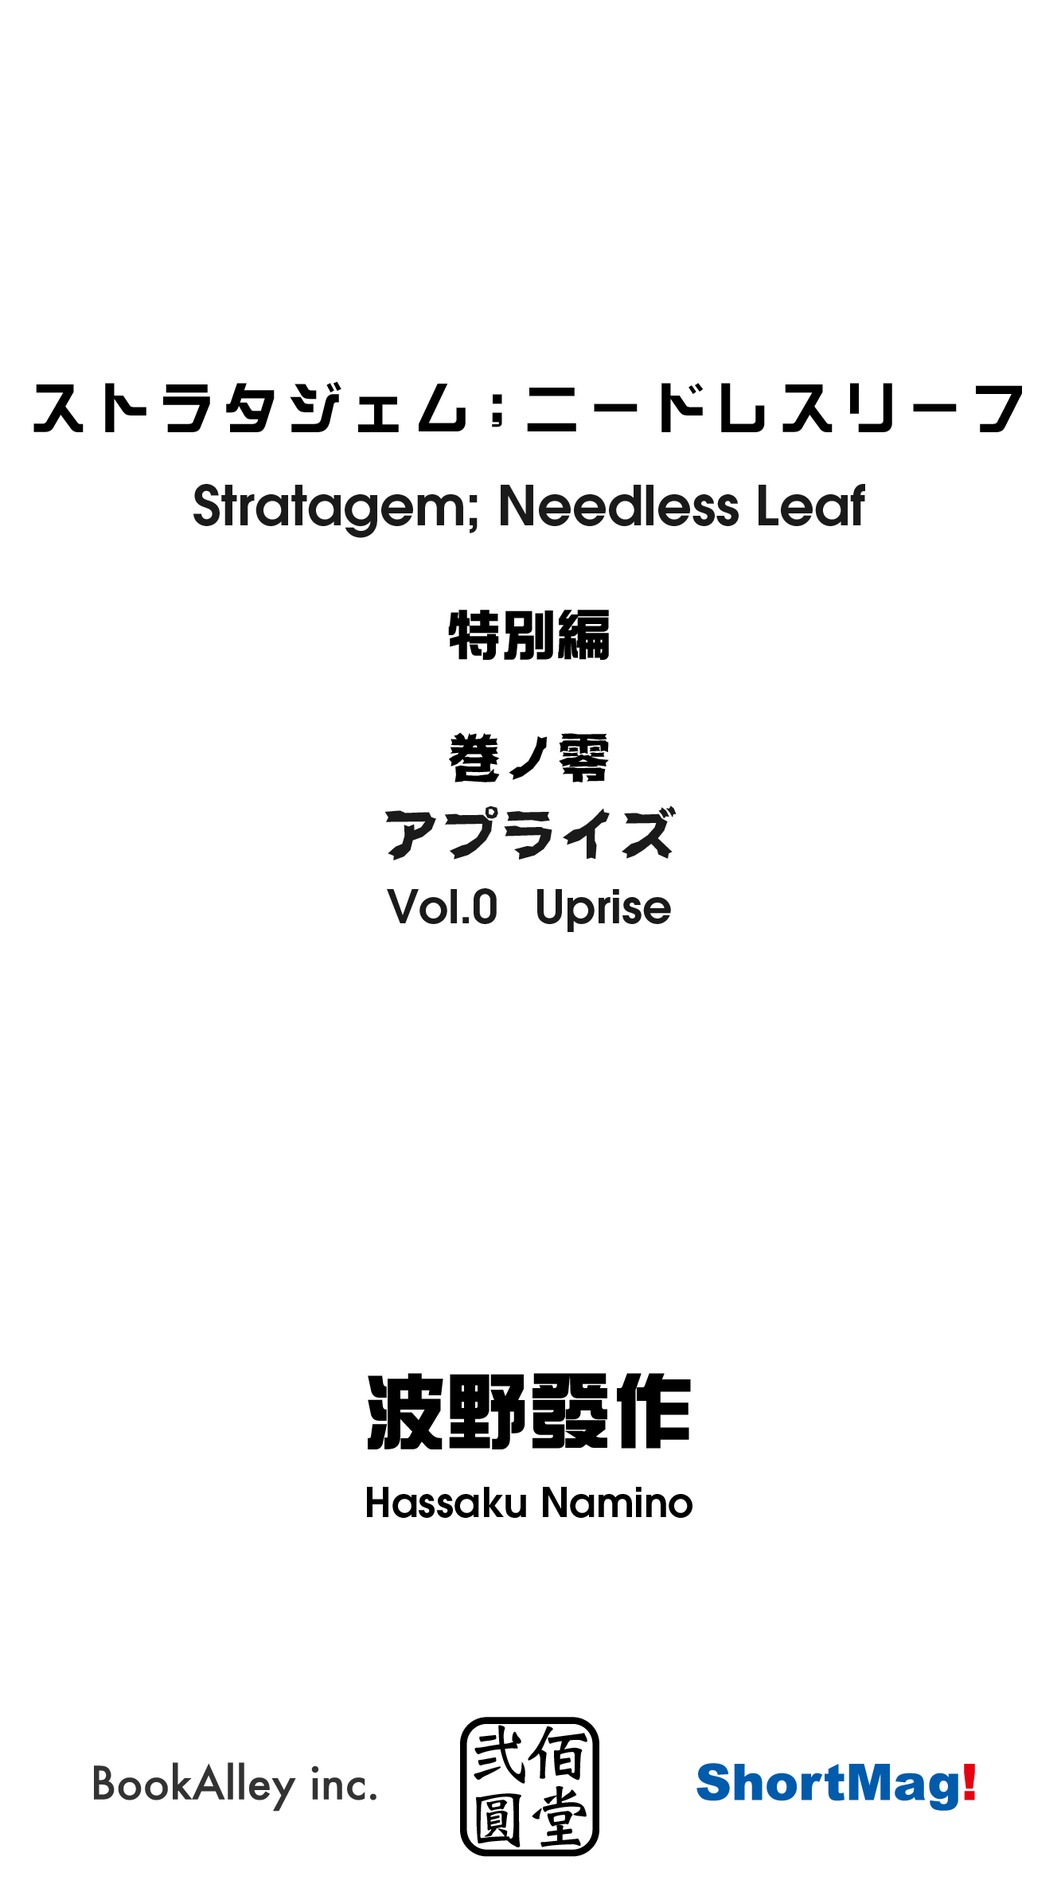 ストラタジェム；ニードレスリーフ
Stratagem; Needless Leaf
特別編
巻ノ零
アプライズ
Vol.0 Uprise
波野發作
Hassaku Namino
BookAlley inc.
弐佰
圓堂
ShortMag!